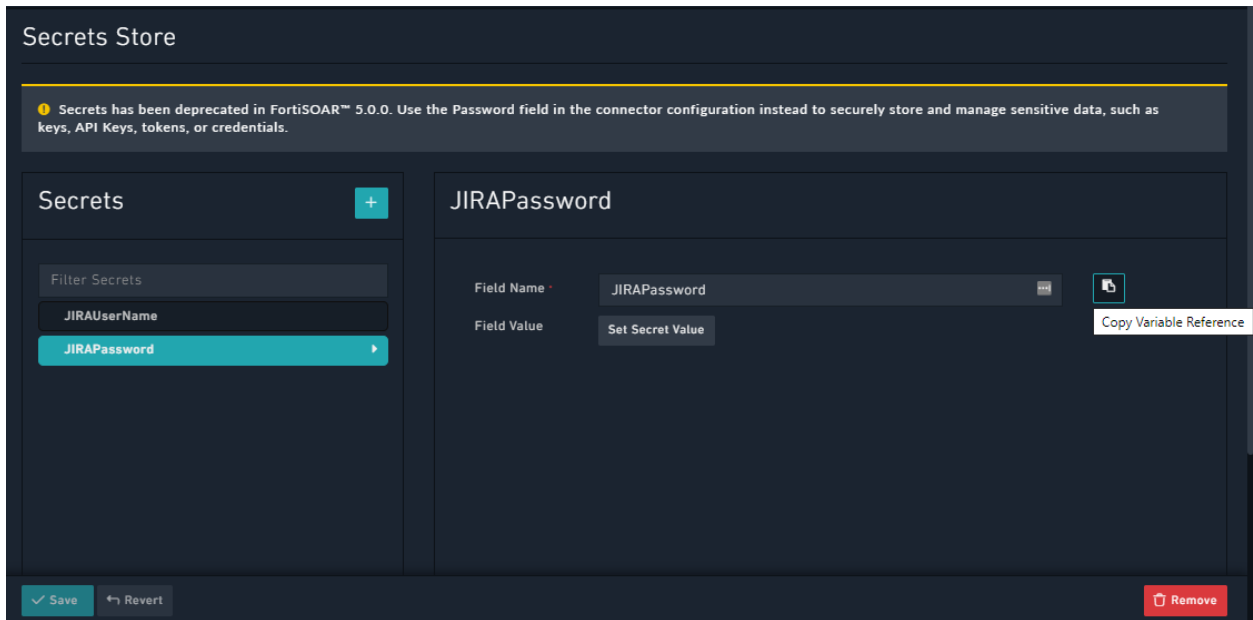 Secrets Store
Secrets has been deprecated in FortiSOAR™ 5.0.0. Use the Password field in the connector configuration instead to securely store and manage sensitive data, such as
keys, API Keys, tokens, or credentials.
Secrets
+
Filter Secrets
JIRAUserName
JIRAPassword
JIRAPassword
Field Name
JIRAPassword
Copy Variable Reference
Field Value
Set Secret Value
Save
Revert
Remove